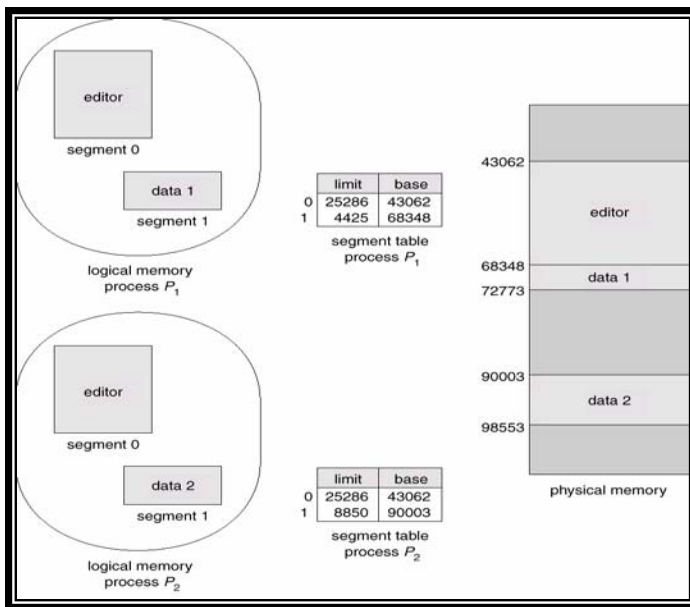 editor
segment 0
data 1
segment 1
logical memory
process P1
limit base
0 25286 43062
1 4425 68348
segment table
process P1
editor
segment 0
data 2
segment 1
logical memory
process P2
limit base
0 25286 43062
1 8850 90003
segment table
process P2
43062
editor
68348
data 1
72773
90003
data 2
98553
physical memory